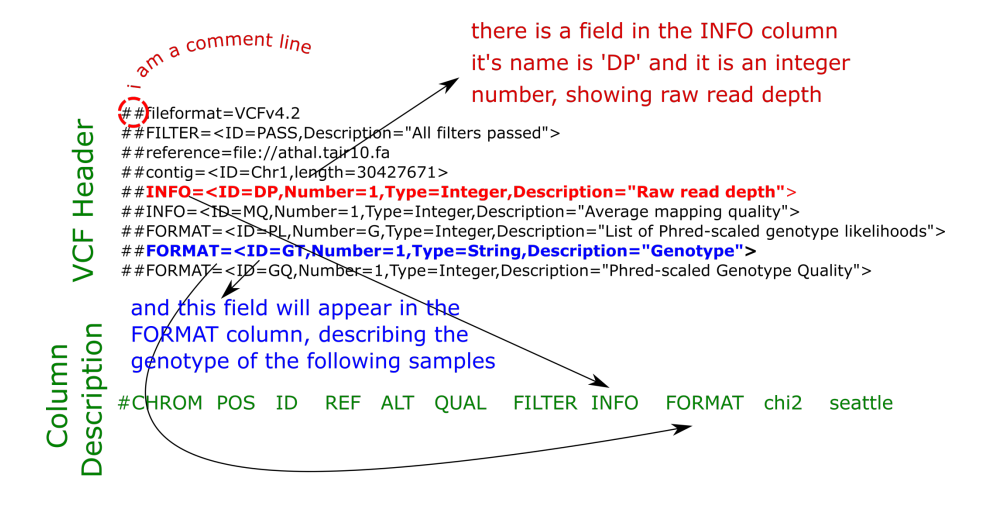 i am a comment line
there is a field in the INFO column
it's name is 'DP' and it is an integer
number, showing raw read depth
VCF Header
##fileformat=VCFv4.2
##FILTER=<ID=PASS,Description="All filters passed">
##reference=file://athal.tair10.fa
##contig=<ID=Chr1,length=30427671>
##INFO=<ID=DP,Number=1,Type=Integer,Description="Raw read depth">
##INFO=<ID=MQ,Number=1,Type=Integer,Description="Average mapping quality">
##FORMAT=<ID=PL,Number=G,Type=Integer,Description="List of Phred-scaled genotype likelihoods">
##FORMAT=<ID=GT,Number=1,Type=String,Description="Genotype">
##FORMAT=<ID=GQ,Number=1,Type=Integer,Description="Phred-scaled Genotype Quality">
and this field will appear in the
FORMAT column, describing the
genotype of the following samples
Column
Description
#CHROM POS ID REF ALT QUAL FILTER INFO FORMAT chi2 seattle